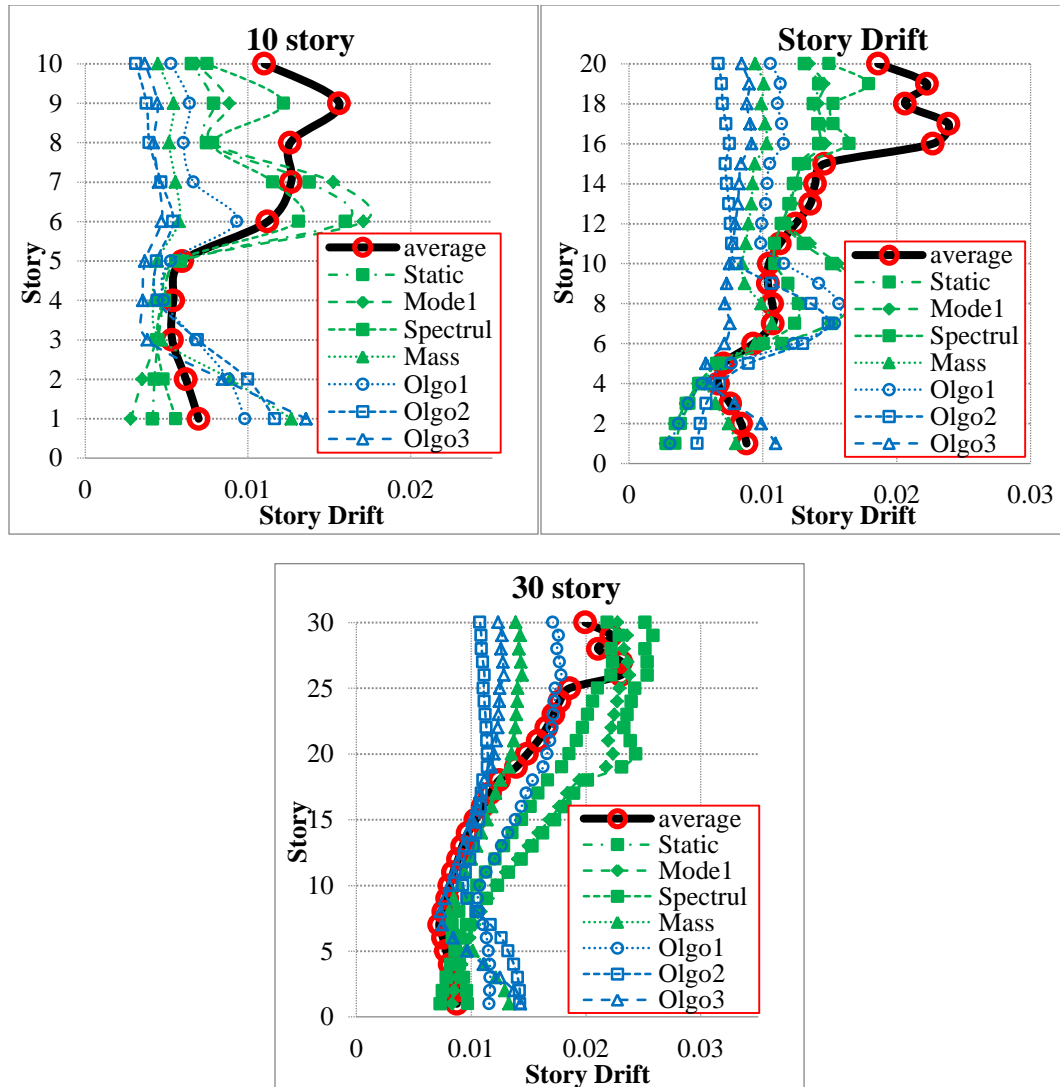 10 story
10
9
8
7
6
5
4
3
2
1
0
Story
average
Static
Mode1
Spectrul
Mass
Olgo1
Olgo2
Olgo3
0
0.01
0.02
Story Drift
Story Drift
20
18
16
14
12
10
8
6
4
2
0
Story
average
Static
Mode1
Spectrul
Mass
Olgo1
Olgo2
Olgo3
0
0.01
0.02
0.03
Story Drift
30 story
30
25
20
15
10
5
0
Story
average
Static
Mode1
Spectrul
Mass
Olgo1
Olgo2
Olgo3
0
0.01
0.02
0.03
Story Drift